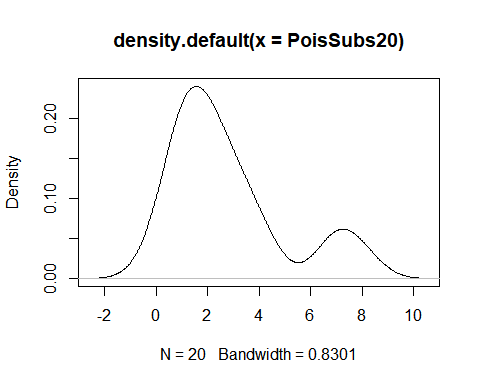 density.default(x = PoisSubs20)
Density
0.20
0.10
0.00
-2 0 2 4 6 8 10
N = 20 Bandwidth = 0.8301